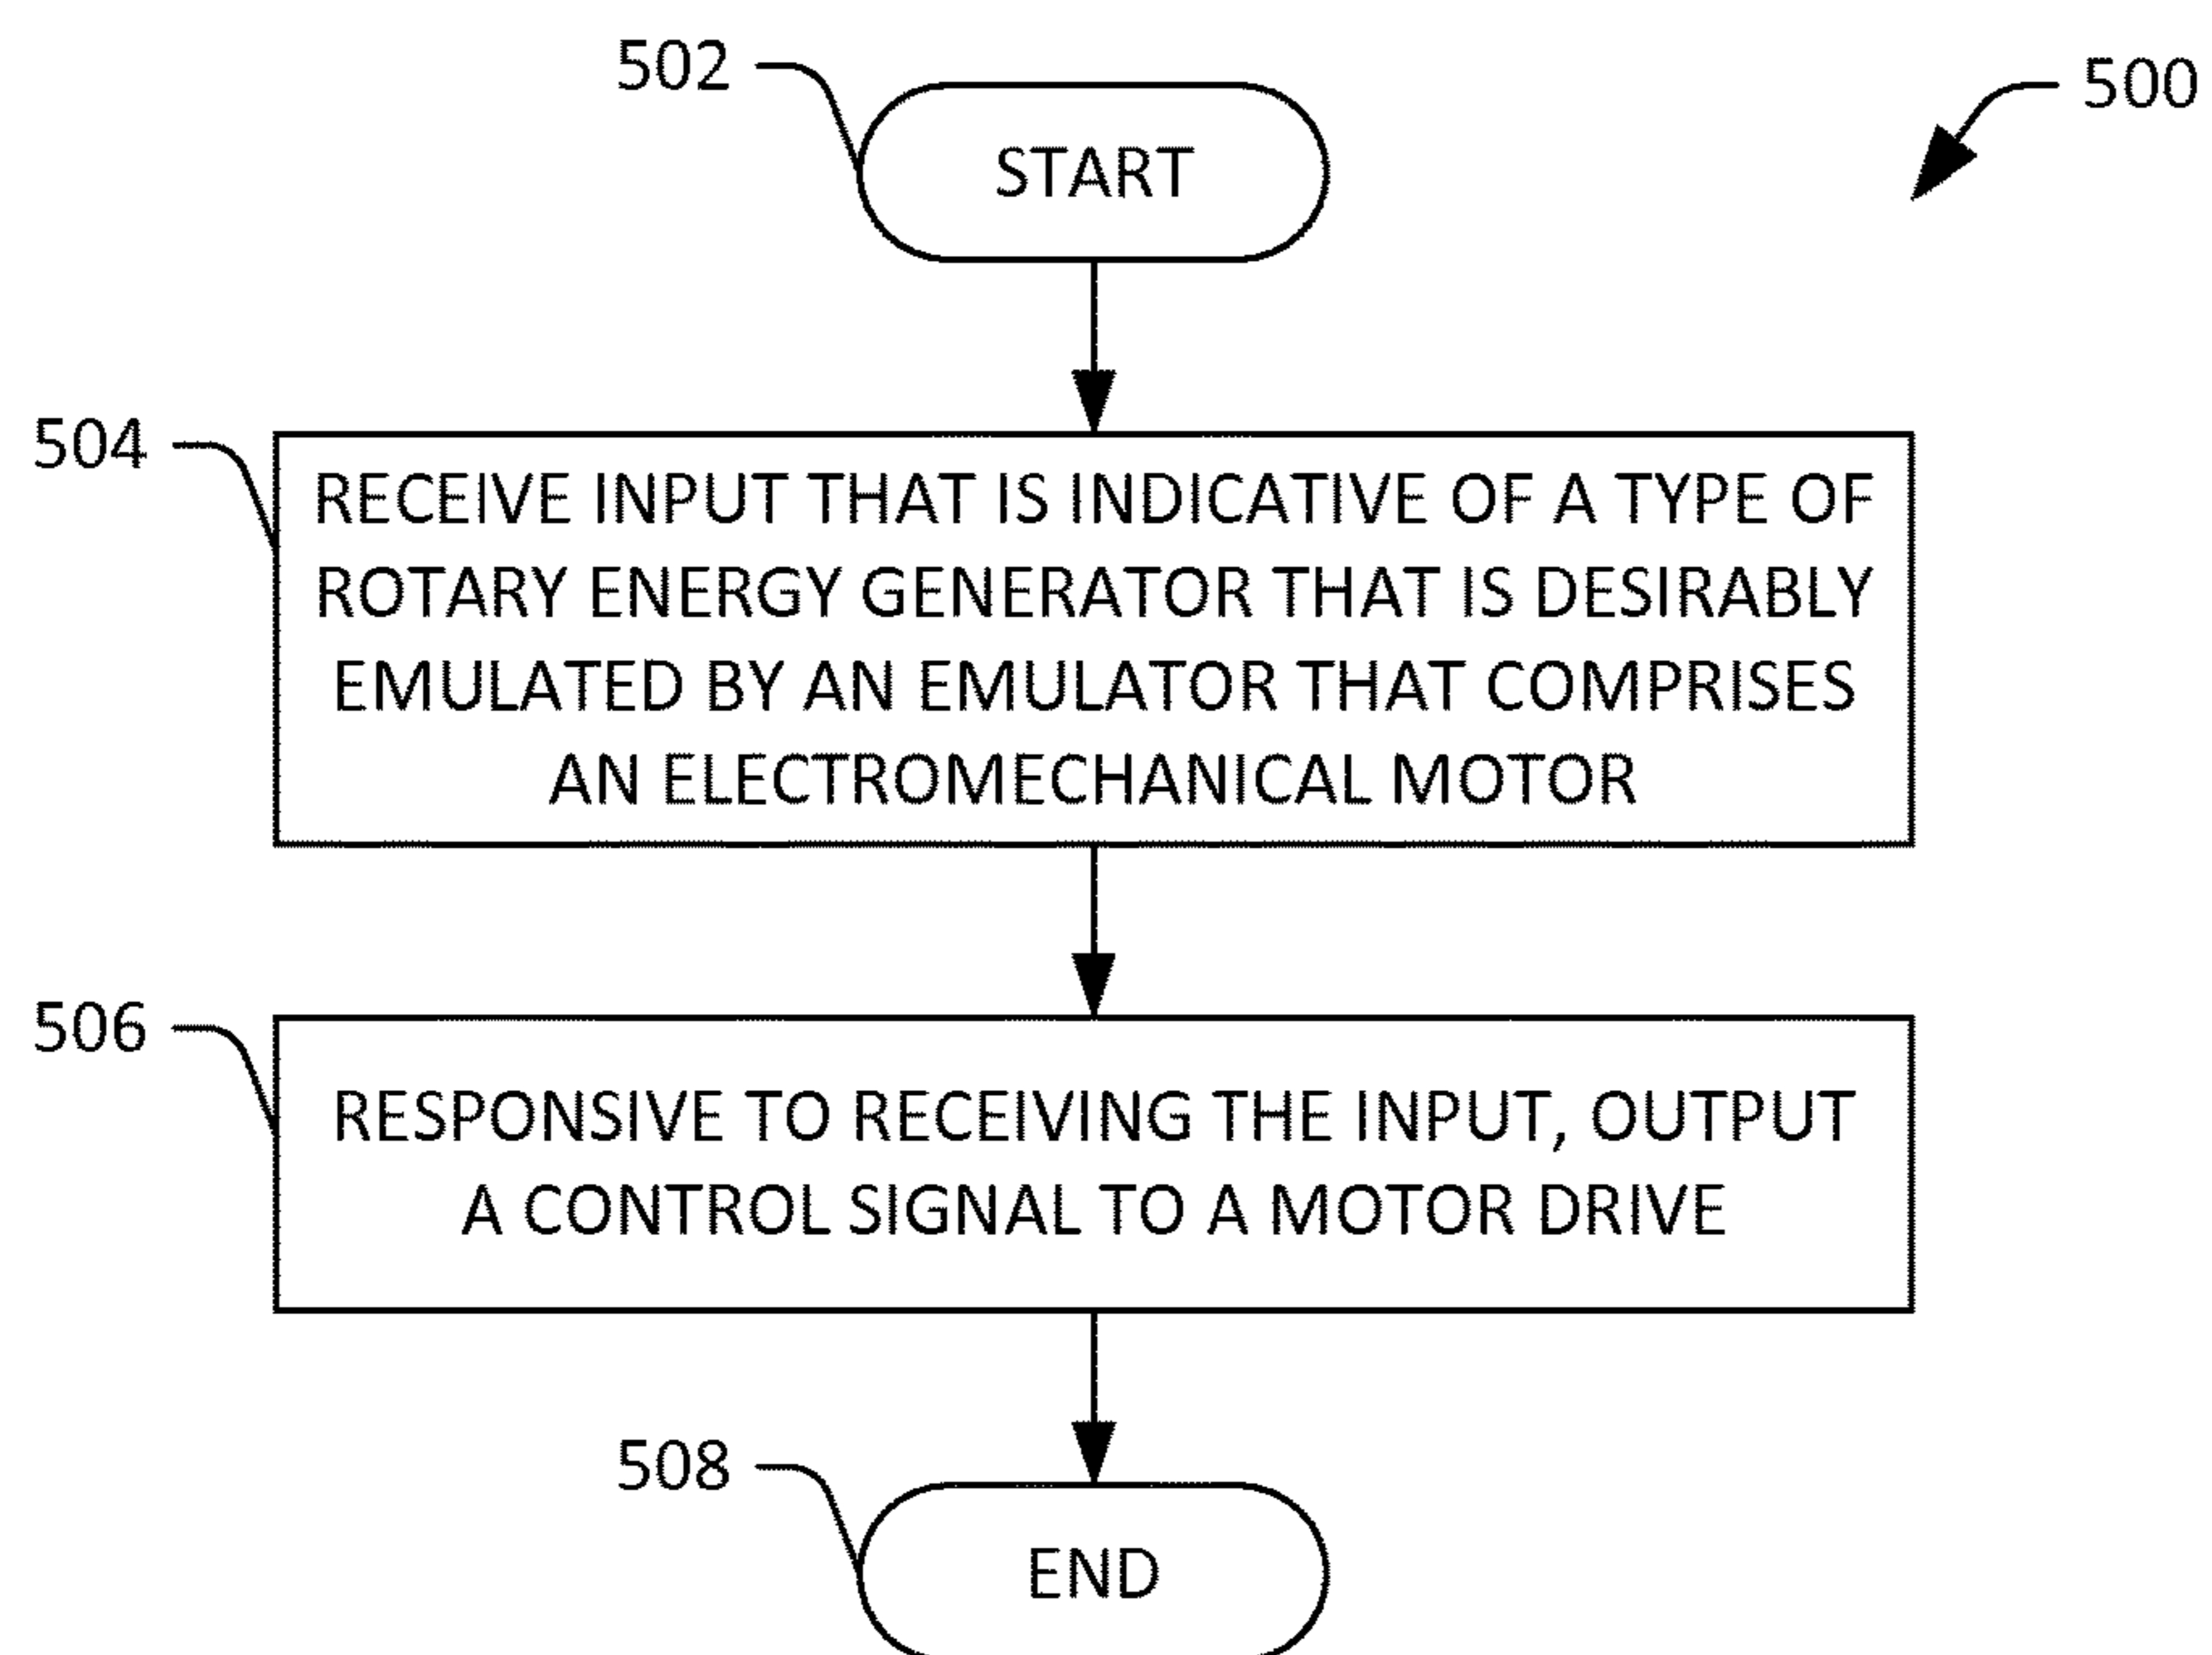 502
500
START
504
RECEIVE INPUT THAT IS INDICATIVE OF A TYPE OF
ROTARY ENERGY GENERATOR THAT IS DESIRABLY
EMULATED BY AN EMULATOR THAT COMPRISES
AN ELECTROMECHANICAL MOTOR
506
RESPONSIVE TO RECEIVING THE INPUT, OUTPUT
A CONTROL SIGNAL TO A MOTOR DRIVE
508
END